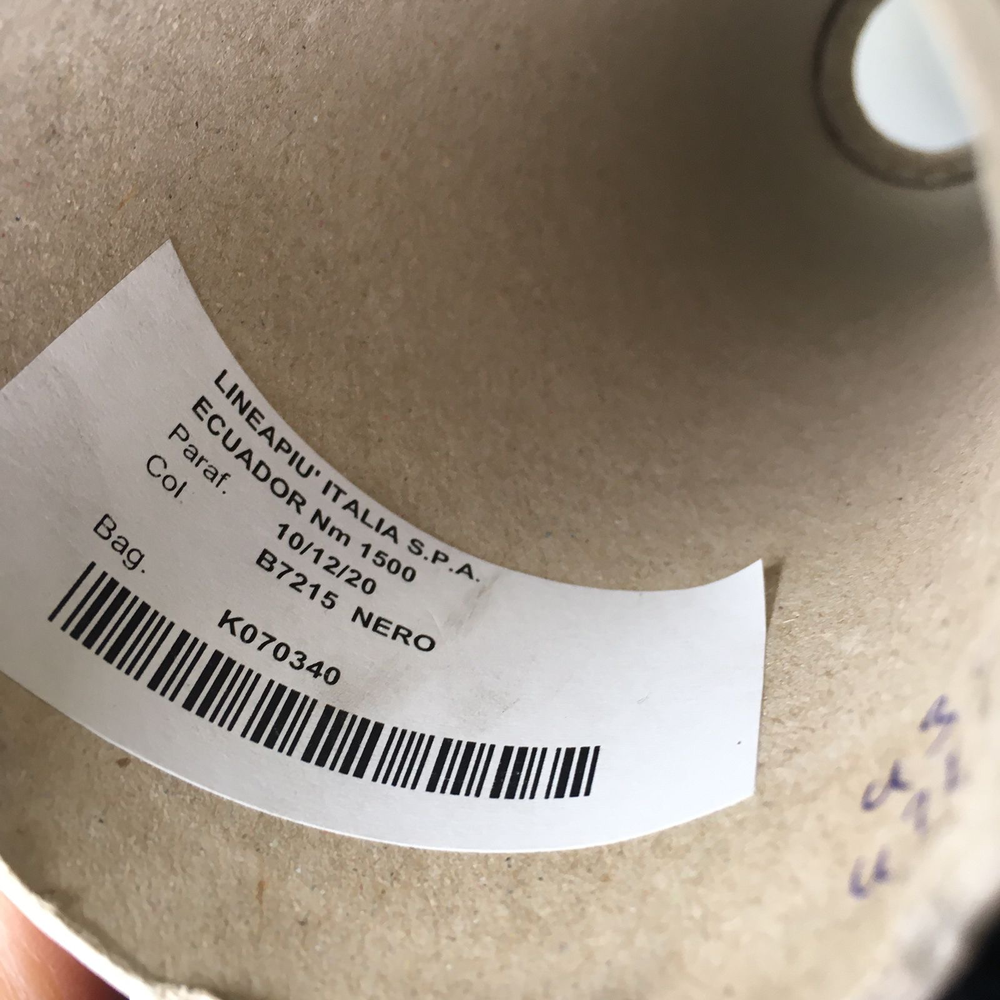 LINEAPIU' ITALIA S.P.A.
ECUADOR Nm 1500
Paraf. 10/12/20
Col. B7215 NERO
Bag. K070340